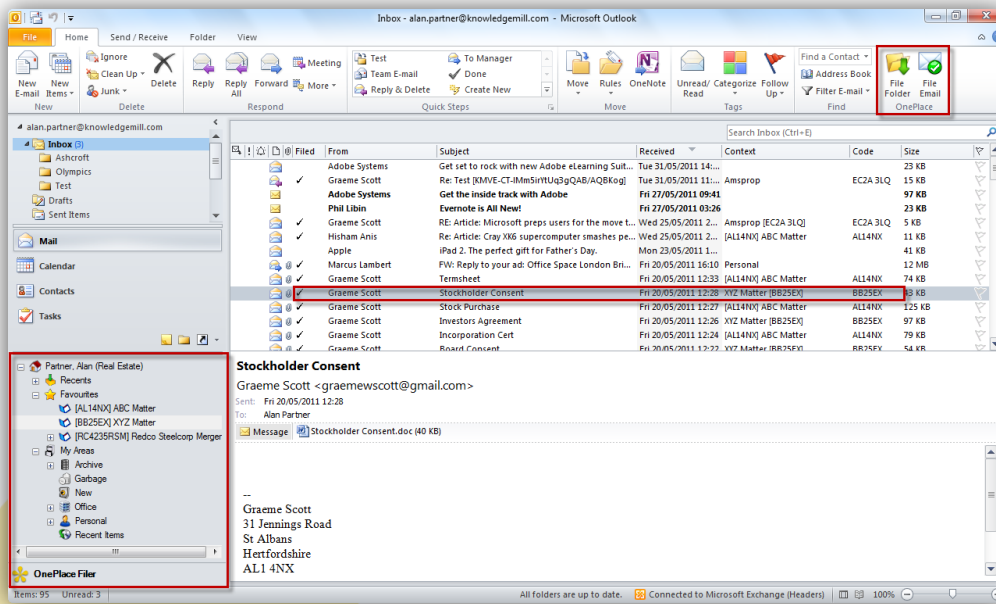 Inbox - alan.partner@knowledgemill.com - Microsoft Outlook
File Home Send / Receive Folder View
New E-mail
New Items
Ignore
Clean Up
Junk
Delete
Reply
Reply All
Forward
Meeting
More
Test
Team E-mail
Reply & Delete
To Manager
Done
Create New
Move
Rules
OneNote
Unread/ Read
Categorize
Follow Up
Find a Contact
Address Book
Filter E-mail
File Folder
File Email
New Delete Respond Quick Steps Move Tags Find OnePlace
alan.partner@knowledgemill.com
Inbox (3)
Ashcroft
Olympics
Test
Drafts
Sent Items
Mail
Calendar
Contacts
Tasks
Partner, Alan (Real Estate)
Recents
Favourites
[AL14NX] ABC Matter
[BB25EX] XYZ Matter
[RC4235RSM] Redco Steelcorp Merger
My Areas
Archive
Garbage
New
Office
Personal
Recent Items
OnePlace Filer
Search Inbox (Ctrl+E)
Filed From Subject Received Context Code Size
Adobe Systems Get set to rock with new Adobe eLearning Suit... Tue 31/05/2011 14:... 23 KB
Graeme Scott Re: Test Tue 31/05/2011 11:... Amsprop EC2A 3LQ 15 KB
Adobe Systems Get the inside track with Adobe Fri 27/05/2011 09:41 97 KB
Phil Libin Evernote is All New! Fri 27/05/2011 03:26 23 KB
Graeme Scott RE: Article: Microsoft preps users for the move t... Wed 25/05/2011 2... Amsprop [EC2A 3LQ] EC2A 3LQ 5 KB
Hisham Anis Re: Article: Cray XK6 supercomputer smashes pe... Wed 25/05/2011 2... [AL14NX] ABC Matter AL14NX 11 KB
Apple iPad 2. The perfect gift for Father's Day. Mon 23/05/2011 1... 41 KB
Marcus Lambert FW: Reply to your ad: Office Space London Bri... Fri 20/05/2011 16:10 Personal 12 MB
Graeme Scott Termsheet Fri 20/05/2011 12:33 [AL14NX] ABC Matter AL14NX 74 KB
Graeme Scott Stockholder Consent Fri 20/05/2011 12:28 XYZ Matter [BB25EX] BB25EX KB
Graeme Scott Stock Purchase Fri 20/05/2011 12:27 [AL14NX] ABC Matter AL14NX 125 KB
Graeme Scott Investors Agreement Fri 20/05/2011 12:26 XYZ Matter [BB25EX] BB25EX 97 KB
Graeme Scott Incorporation Cert Fri 20/05/2011 12:24 [AL14NX] ABC Matter AL14NX 79 KB
Graeme Scott Board Consent Fri 20/05/2011 12:22 XYZ Matter [BB25EX] BB25EX 54 KB
Stockholder Consent
Graeme Scott <graemewscott@gmail.com>
Sent: Fri 20/05/2011 12:28
To: Alan Partner
Message Stockholder Consent.doc (40 KB)
--
Graeme Scott
31 Jennings Road
St Albans
Hertfordshire
AL1 4NX
Items: 95 Unread: 3 All folders are up to date. Connected to Microsoft Exchange (Headers) 100%